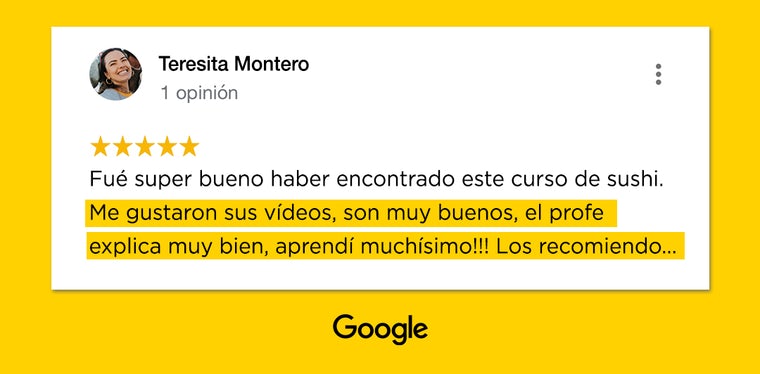 Teresita Montero
1 opinión
Fué super bueno haber encontrado este curso de sushi.
Me gustaron sus vídeos, son muy buenos, el profe
explica muy bien, aprendí muchísimo!!! Los recomiendo...
Google